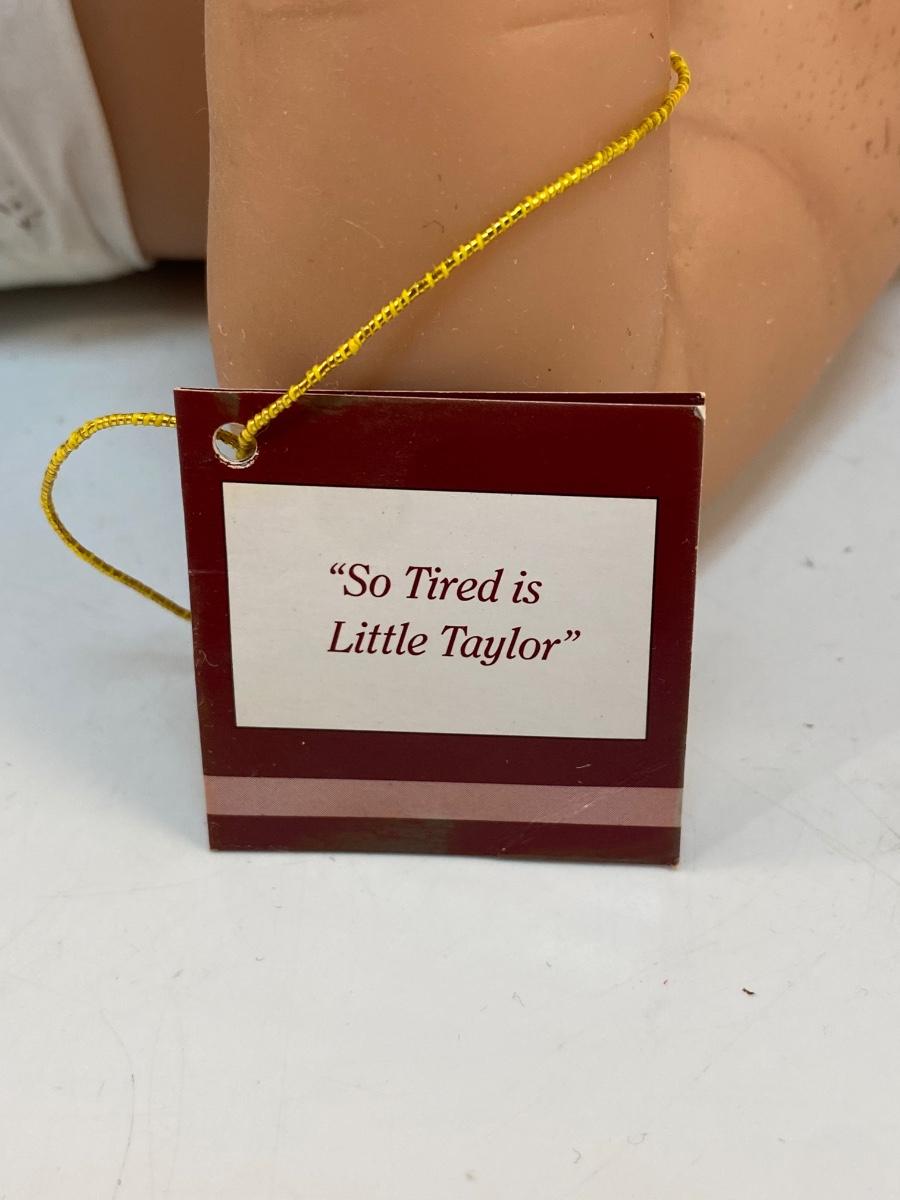 “So Tired is
Little Taylor”